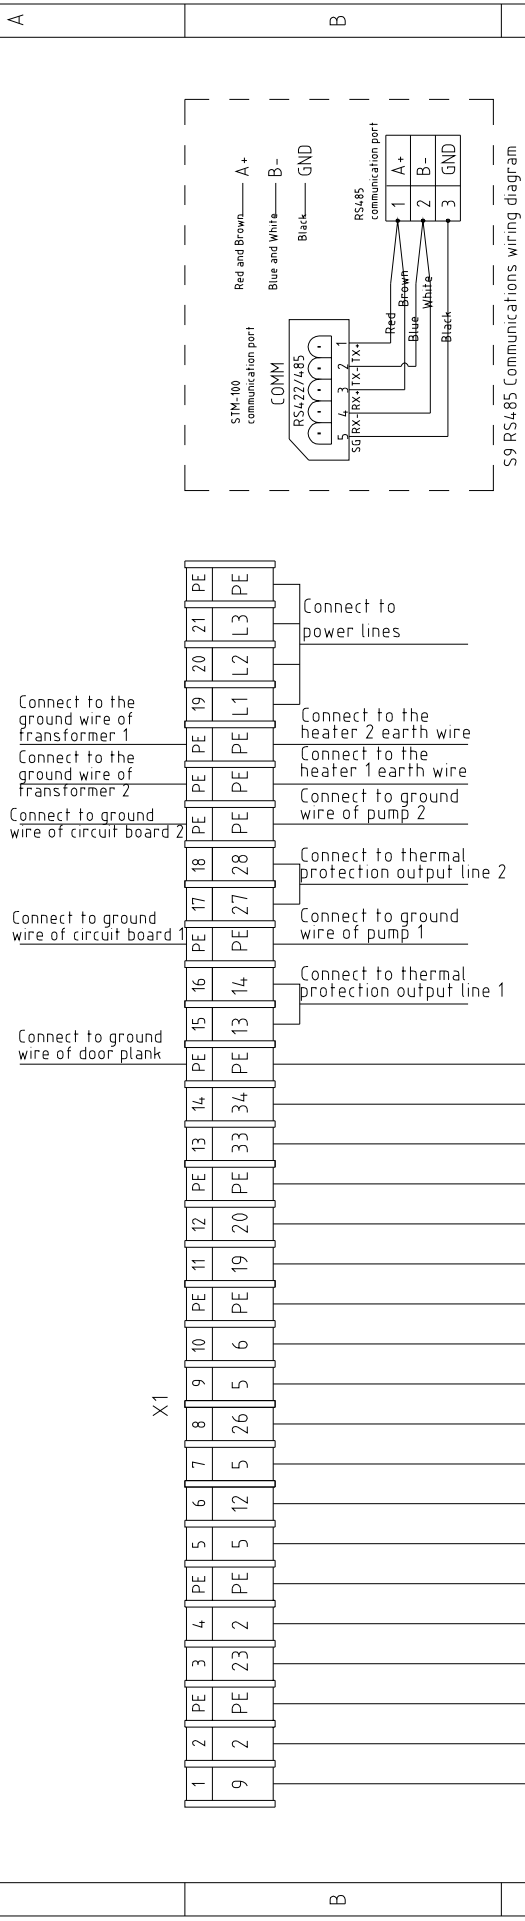 A
B
Red and Brown A+
Blue and White B-
Black GND
STM-100
communication port
COMM
RS422/485
1
2
3
4
5
TX+
TX-
RX+
RX-
SG
Red
Brown
Blue
White
Black
RS485
communication port
1 A+
2 B-
3 GND
S9 RS485 Communications wiring diagram
PE PE
21 L3
20 L2
19 L1
Connect to
power lines
Connect to the
ground wire of
transformer 1
PE PE
Connect to the
heater 2 earth wire
Connect to the
ground wire of
transformer 2
PE PE
Connect to the
heater 1 earth wire
Connect to ground
wire of circuit board 2
PE PE
Connect to ground
wire of pump 2
18 28
17 27
Connect to thermal
protection output line 2
Connect to ground
wire of circuit board 1
PE PE
Connect to ground
wire of pump 1
16 14
15 13
Connect to thermal
protection output line 1
Connect to ground
wire of door plank
PE PE
14 34
13 33
PE PE
12 20
11 19
PE PE
10 6
9 5
X1
8 26
7 5
6 12
5 5
PE PE
4 2
3 23
PE PE
2 2
1 9
B